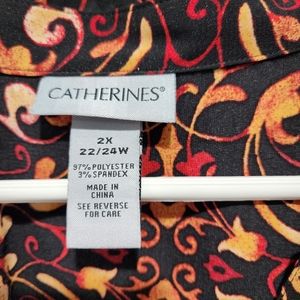 CATHERINES®
2X
22/24W
97% POLYESTER
3% SPANDEX
MADE IN
CHINA
SEE REVERSE
FOR CARE